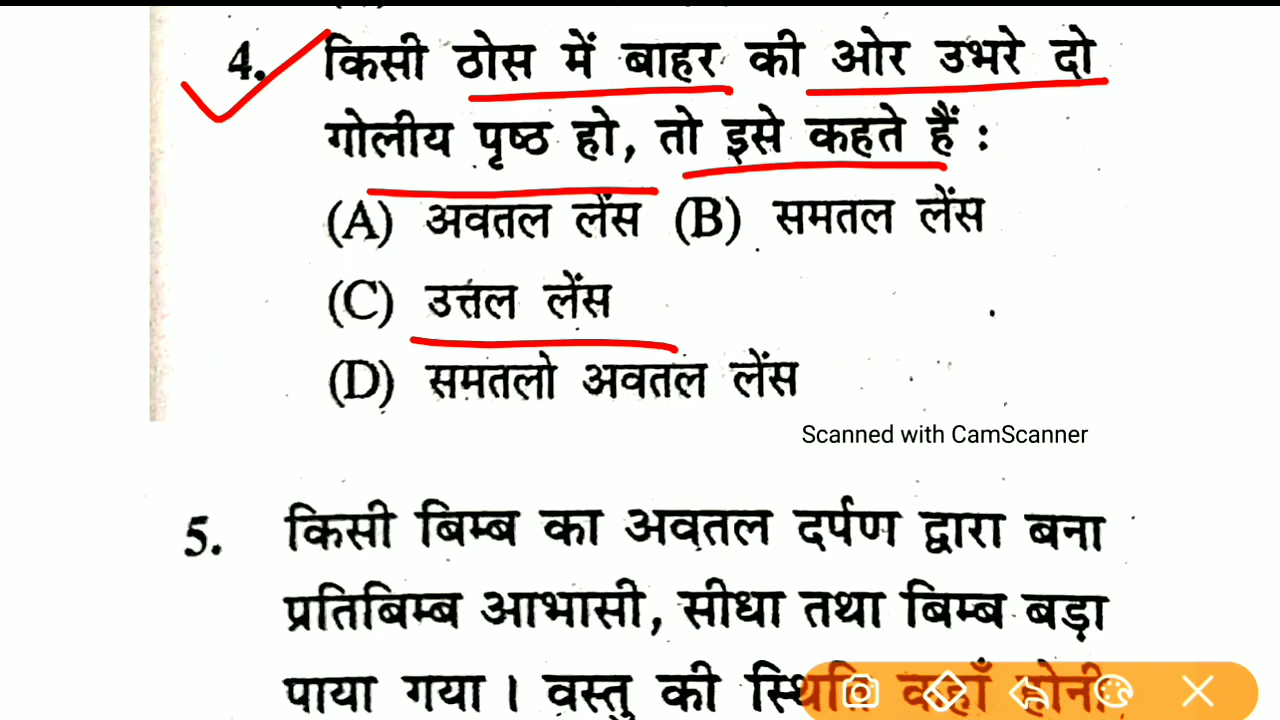 4. किसी ठोस में बाहर की ओर उभरे दो
गोलीय पृष्ठ हो, तो इसे कहते हैं :
(A) अवतल लेंस (B) समतल लेंस
(C) उत्तल लेंस
(D) समतलो अवतल लेंस
Scanned with CamScanner
5. किसी बिम्ब का अवतल दर्पण द्वारा बना
प्रतिबिम्ब आभासी, सीधा तथा बिम्ब बड़ा
पाया गया । वस्तु की स्थिति कहाँ होनी